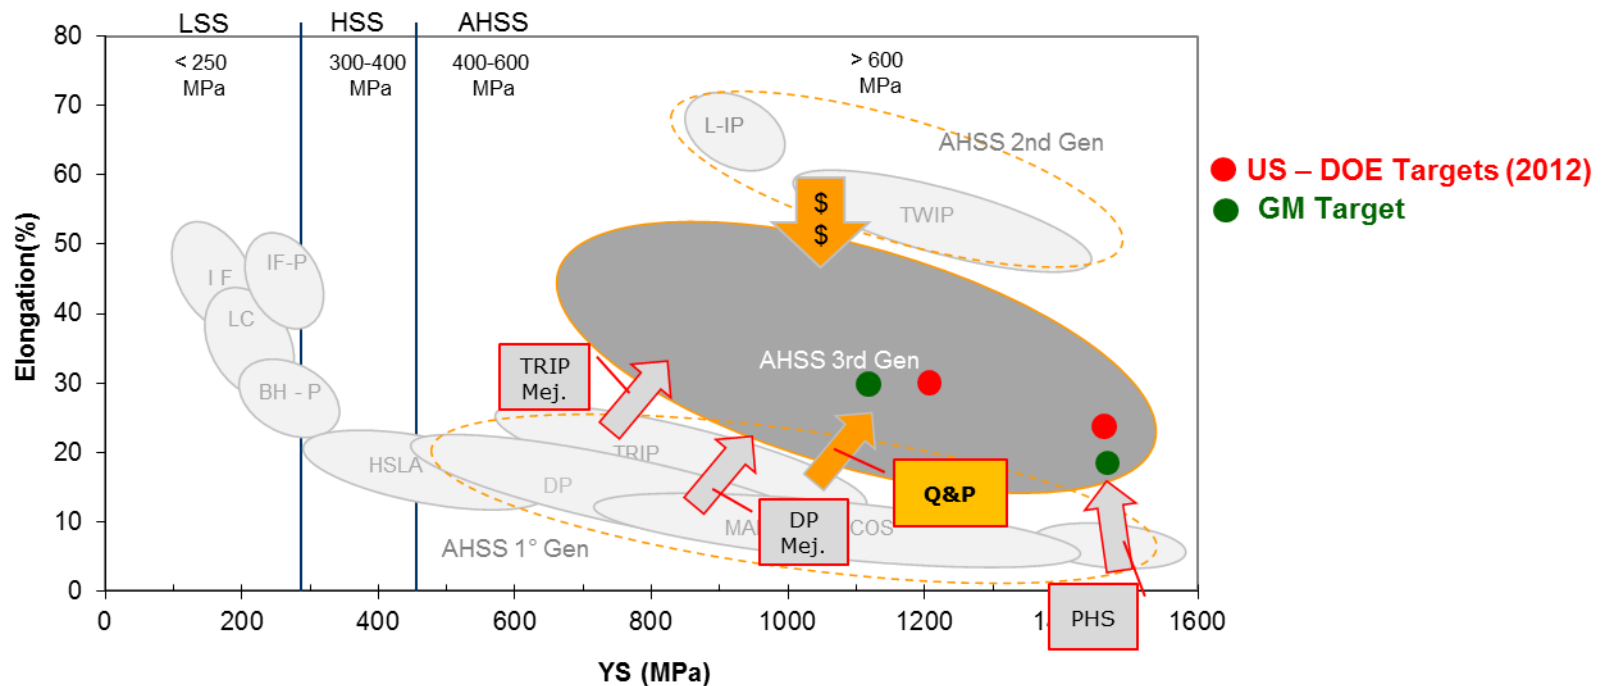 LSS
HSS
AHSS
80
70
60
50
40
30
20
10
0
Elongation(%)
< 250
MPa
300-400
MPa
400-600
MPa
> 600
MPa
L-IP
AHSS 2nd Gen
TWIP
$
$
I F
IF-P
LC
BH - P
AHSS 3rd Gen
TRIP
Mej.
TRIP
HSLA
DP
Q&P
DP
Mej.
COS
AHSS 1° Gen
PHS
0
200
400
600
800
1000
1200
1600
YS (MPa)
US – DOE Targets (2012)
GM Target